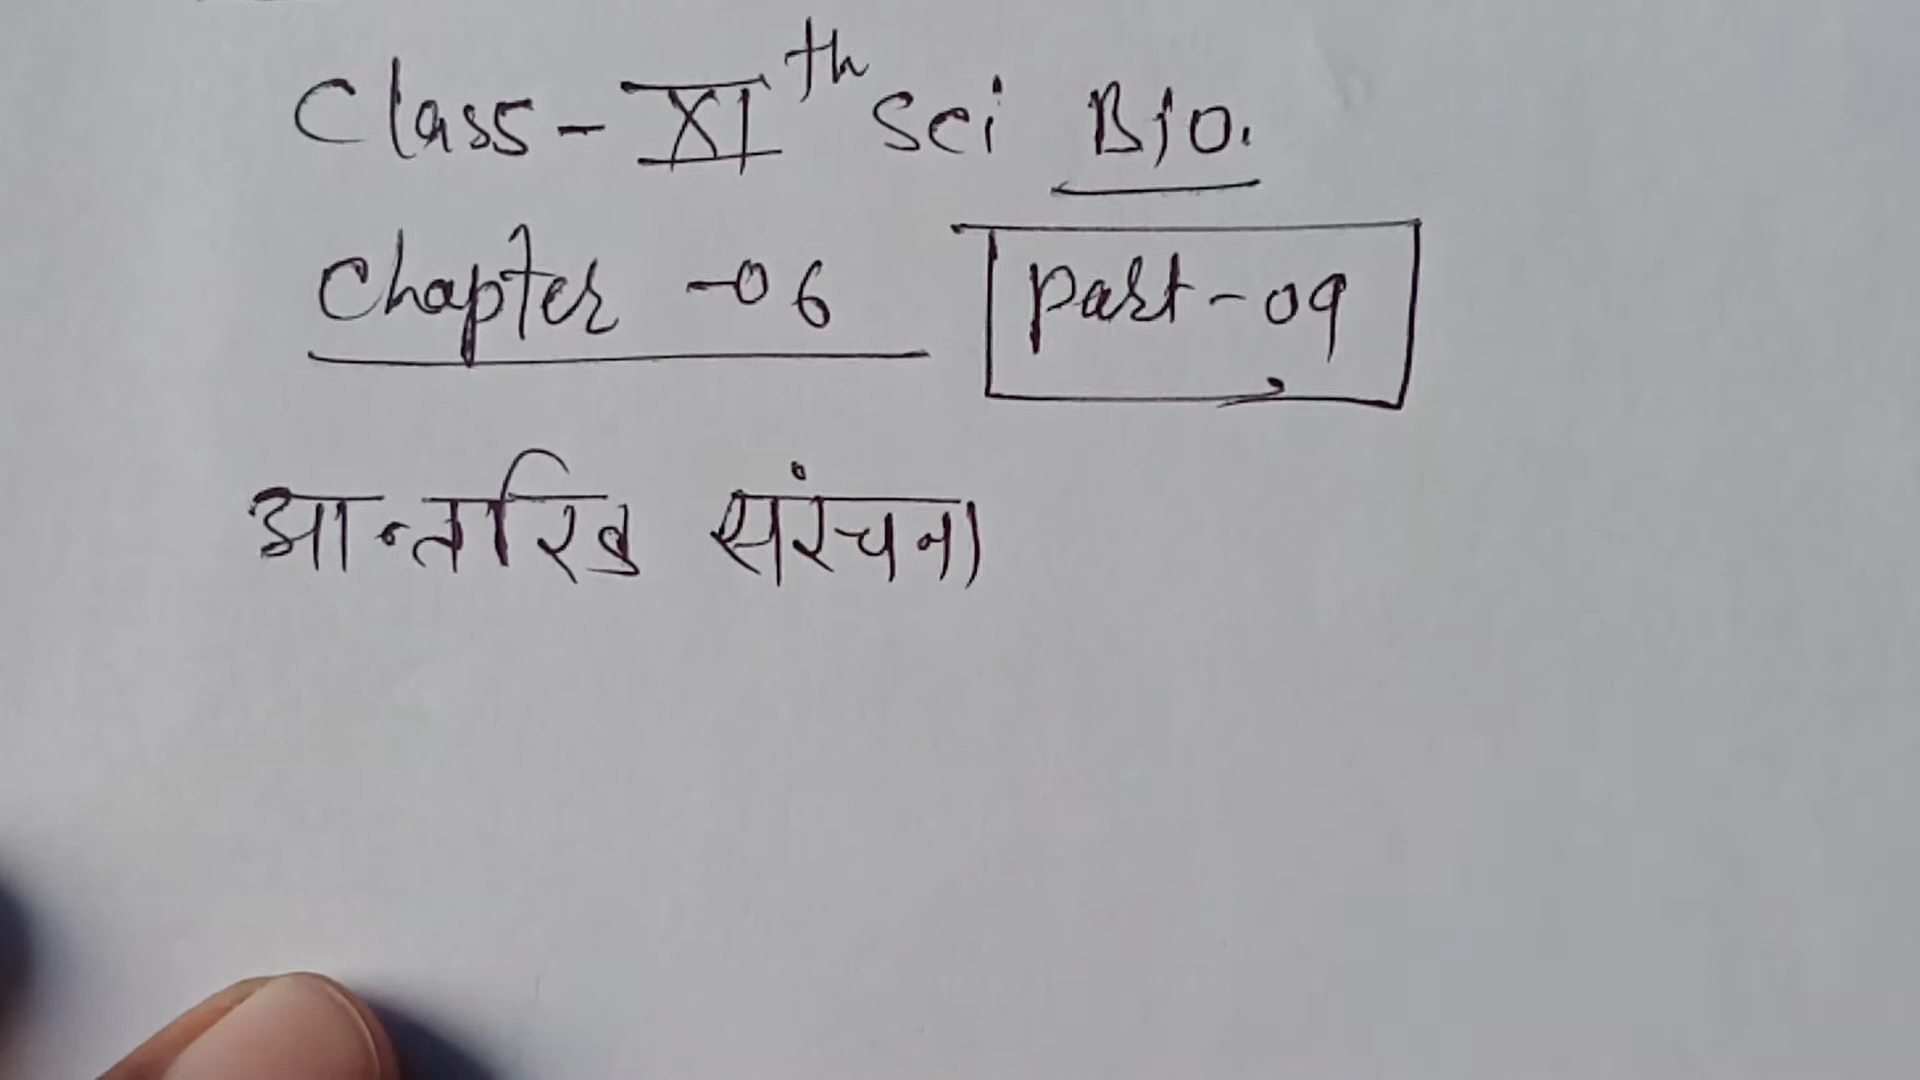 Class-XIth Sci Bio.
Chapter -06 Part-09
आन्तरिक संरचना